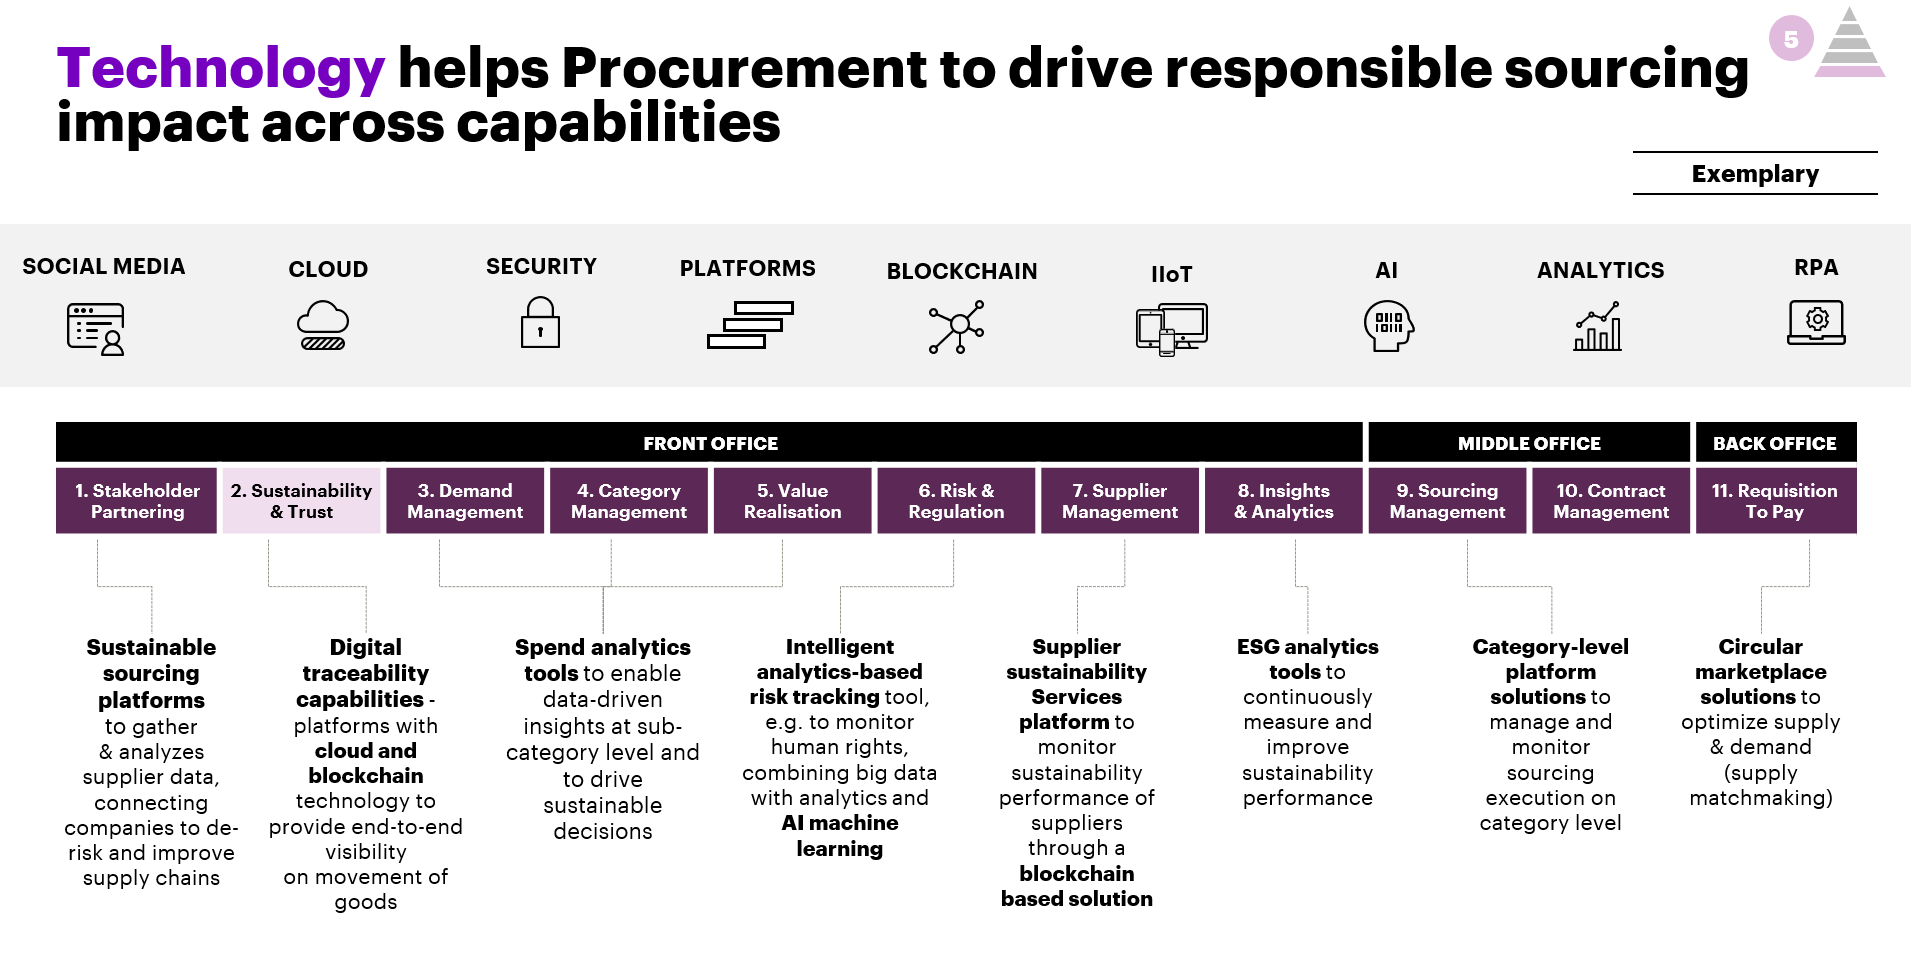 Technology helps Procurement to drive responsible sourcing
impact across capabilities
5
Exemplary
SOCIAL MEDIA
CLOUD
SECURITY
PLATFORMS
BLOCKCHAIN
IIoT
AI
ANALYTICS
RPA
FRONT OFFICE
MIDDLE OFFICE
BACK OFFICE
1. Stakeholder
Partnering
2. Sustainability
& Trust
3. Demand
Management
4. Category
Management
5. Value
Realisation
6. Risk &
Regulation
7. Supplier
Management
8. Insights
& Analytics
9. Sourcing
Management
10. Contract
Management
11. Requisition
To Pay
Sustainable
sourcing
platforms
to gather
& analyzes
supplier data,
connecting
companies to de-
risk and improve
supply chains
Digital
traceability
capabilities -
platforms with
cloud and
blockchain
technology to
provide end-to-end
visibility
on movement of
goods
Spend analytics
tools to enable
data-driven
insights at sub-
category level and
to drive
sustainable
decisions
Intelligent
analytics-based
risk tracking tool,
e.g. to monitor
human rights,
combining big data
with analytics and
AI machine
learning
Supplier
sustainability
Services
platform to
monitor
sustainability
performance of
suppliers
through a
blockchain
based solution
ESG analytics
tools to
continuously
measure and
improve
sustainability
performance
Category-level
platform
solutions to
manage and
monitor
sourcing
execution on
category level
Circular
marketplace
solutions to
optimize supply
& demand
(supply
matchmaking)